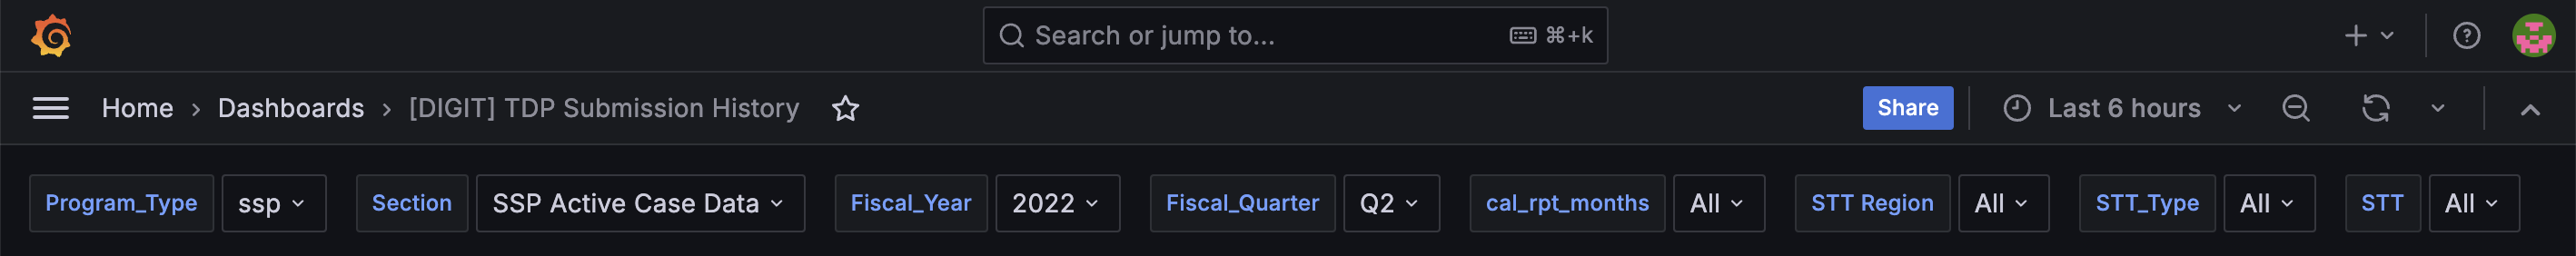 Search or jump to... ⌘+k
Home › Dashboards › [DIGIT] TDP Submission History Share Last 6 hours
Program_Type ssp Section SSP Active Case Data Fiscal_Year 2022 Fiscal_Quarter Q2 cal_rpt_months All STT Region All STT_Type All STT All